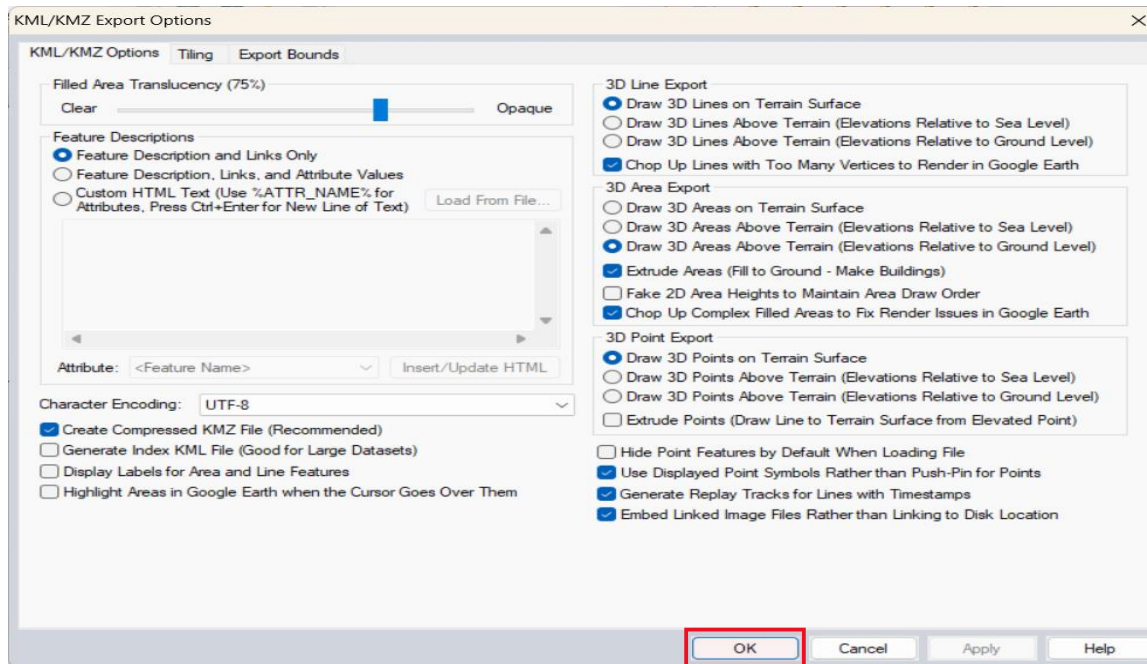 KML/KMZ Export Options
KML/KMZ Options Tiling Export Bounds
Filled Area Translucency (75%)
Clear Opaque
Feature Descriptions
Feature Description and Links Only
Feature Description, Links, and Attribute Values
Custom HTML Text (Use %ATTR_NAME% for
Attributes, Press Ctrl+Enter for New Line of Text)
Load From File...
Attribute: <Feature Name> Insert/Update HTML
Character Encoding: UTF-8
Create Compressed KMZ File (Recommended)
Generate Index KML File (Good for Large Datasets)
Display Labels for Area and Line Features
Highlight Areas in Google Earth when the Cursor Goes Over Them
3D Line Export
Draw 3D Lines on Terrain Surface
Draw 3D Lines Above Terrain (Elevations Relative to Sea Level)
Draw 3D Lines Above Terrain (Elevations Relative to Ground Level)
Chop Up Lines with Too Many Vertices to Render in Google Earth
3D Area Export
Draw 3D Areas on Terrain Surface
Draw 3D Areas Above Terrain (Elevations Relative to Sea Level)
Draw 3D Areas Above Terrain (Elevations Relative to Ground Level)
Extrude Areas (Fill to Ground - Make Buildings)
Fake 2D Area Heights to Maintain Area Draw Order
Chop Up Complex Filled Areas to Fix Render Issues in Google Earth
3D Point Export
Draw 3D Points on Terrain Surface
Draw 3D Points Above Terrain (Elevations Relative to Sea Level)
Draw 3D Points Above Terrain (Elevations Relative to Ground Level)
Extrude Points (Draw Line to Terrain Surface from Elevated Point)
Hide Point Features by Default When Loading File
Use Displayed Point Symbols Rather than Push-Pin for Points
Generate Replay Tracks for Lines with Timestamps
Embed Linked Image Files Rather than Linking to Disk Location
OK Cancel Apply Help